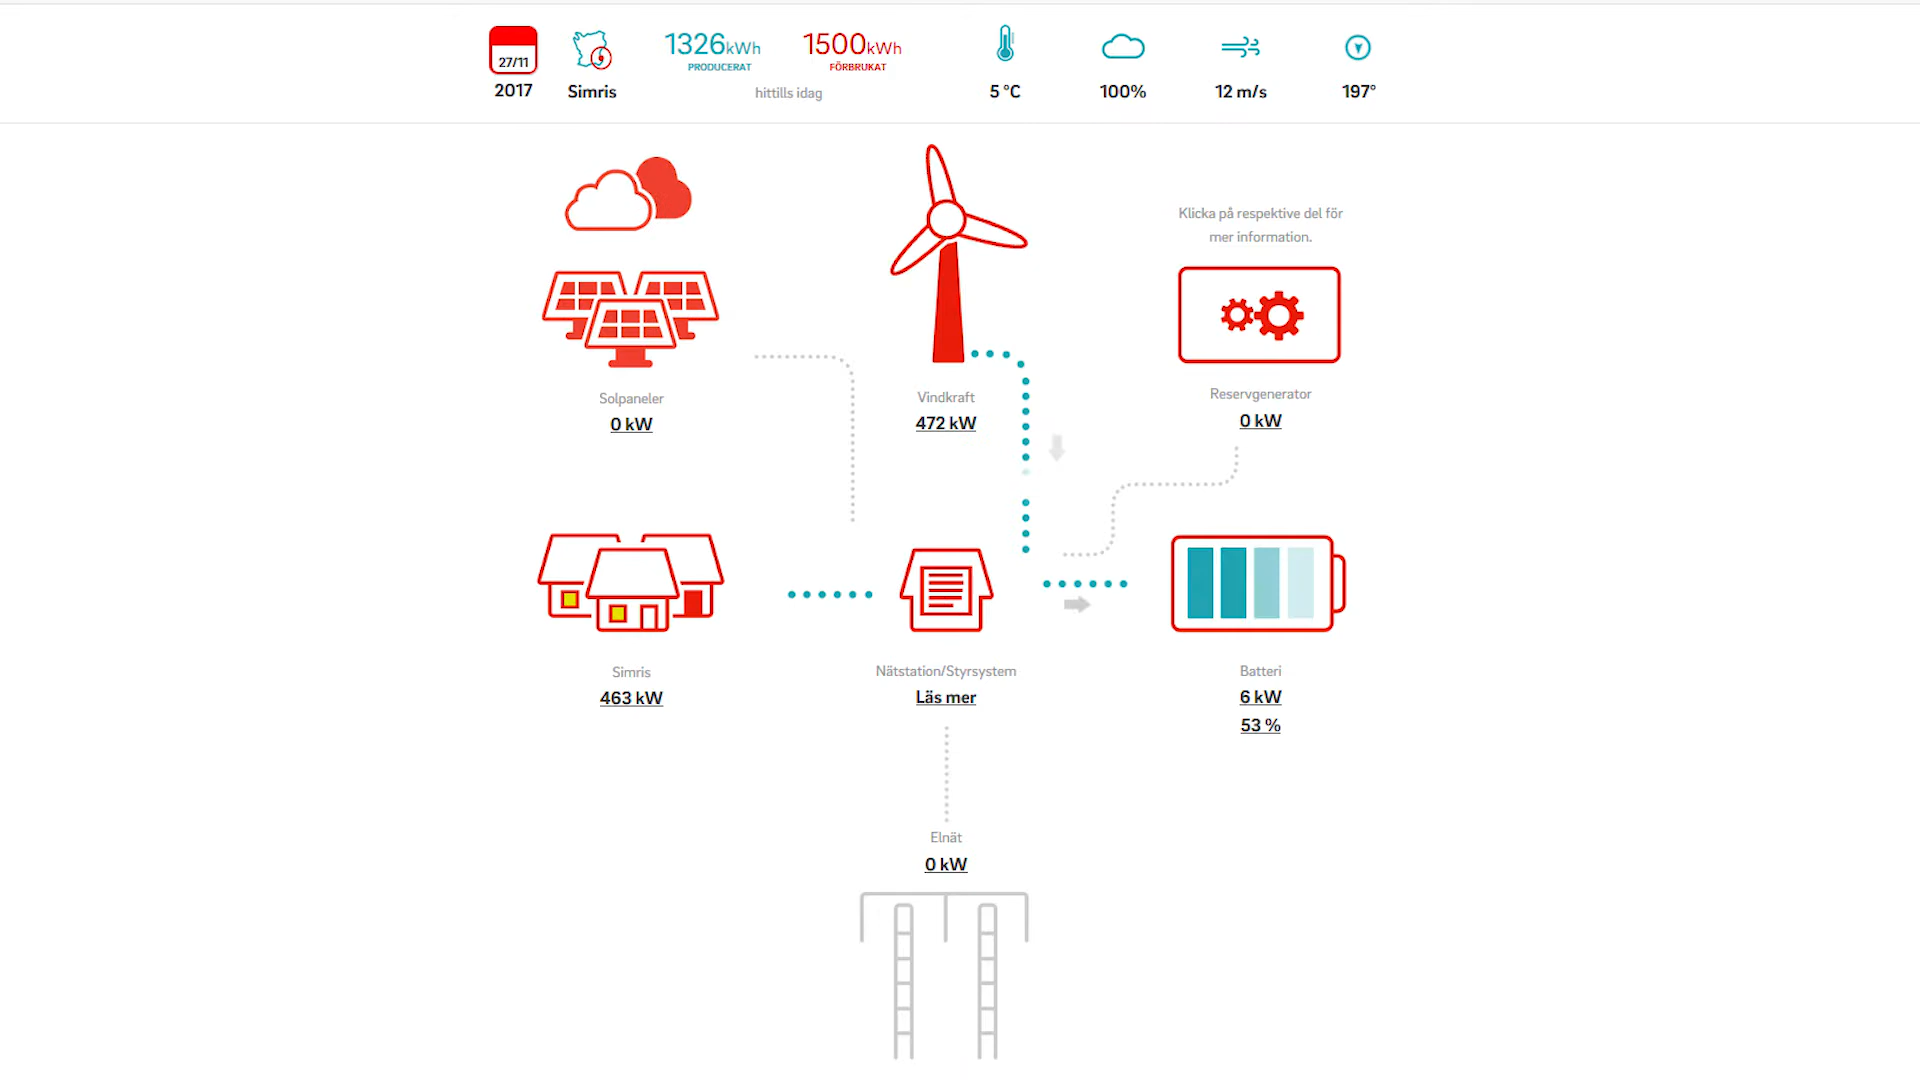 27/11
2017
Simris
1326kWh
PRODUCERAT
1500kWh
FÖRBRUKAT
hittills idag
5 °C
100%
12 m/s
197°
Klicka på respektive del för
mer information.
Solpaneler
0 kW
Vindkraft
472 kW
Reservgenerator
0 kW
Simris
463 kW
Nätstation/Styrsystem
Läs mer
Batteri
6 kW
53 %
Elnät
0 kW